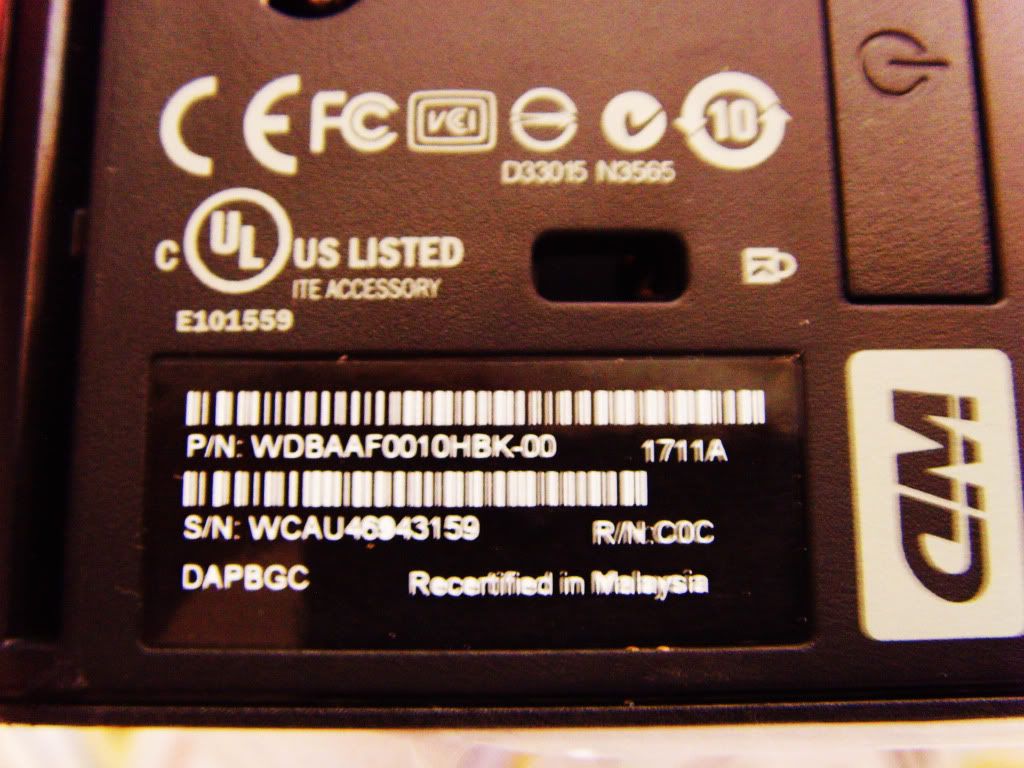 CE FC VCI 10
D33015 N3565
C UL US LISTED
ITE ACCESSORY
E101559
P/N: WDBAAF0010HBK-00 1711A
S/N: WCAU46943159 R/N:C0C
DAPBGC Recertified in Malaysia
WD